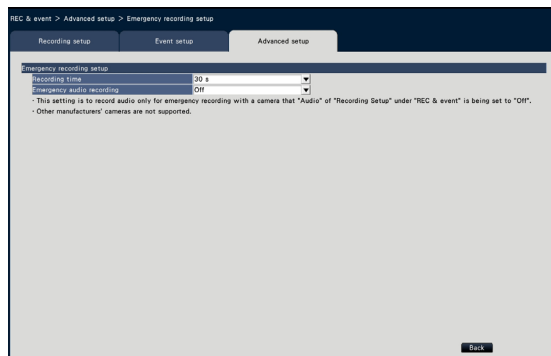 REC & event > Advanced setup > Emergency recording setup
Recording setup Event setup Advanced setup
Emergency recording setup
Recording time 30 s
Emergency audio recording Off
· This setting is to record audio only for emergency recording with a camera that "Audio" of "Recording Setup" under "REC & event" is being set to "Off".
· Other manufacturers' cameras are not supported.
Back